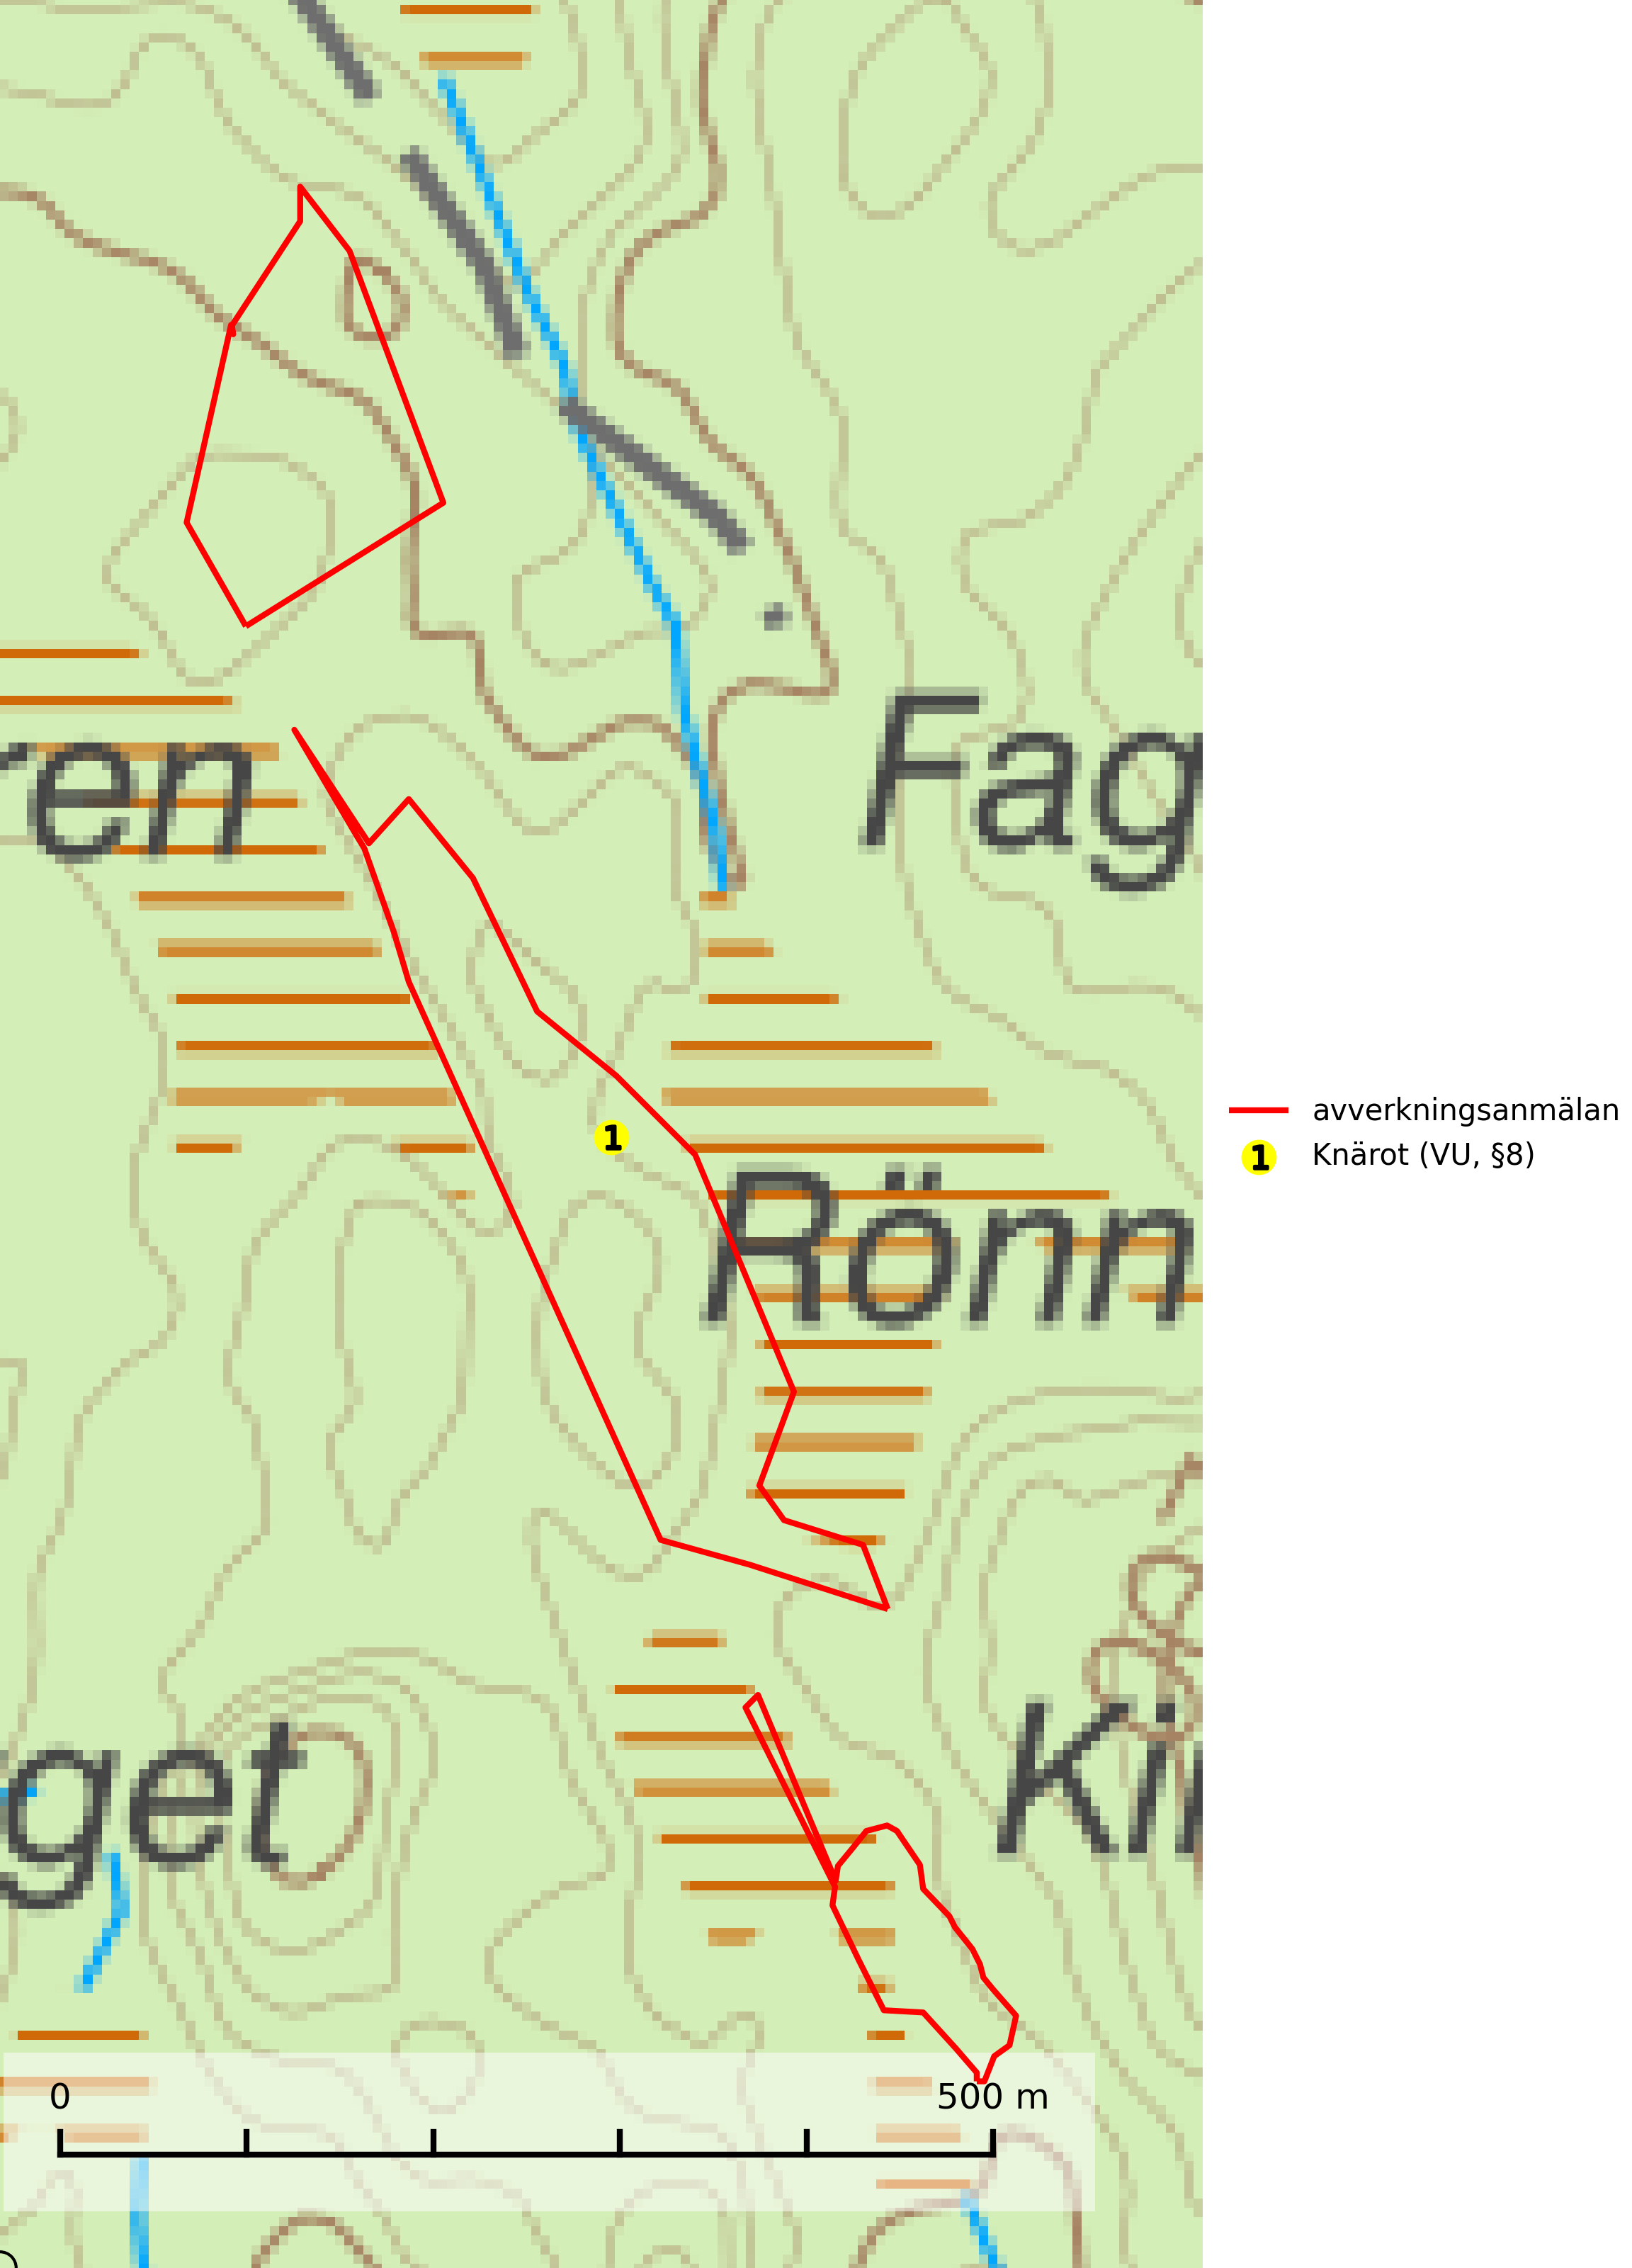 ren
Fag
1
Rönn
get
Ki
0
500 m
avverkningsanmälan
1 Knärot (VU, §8)